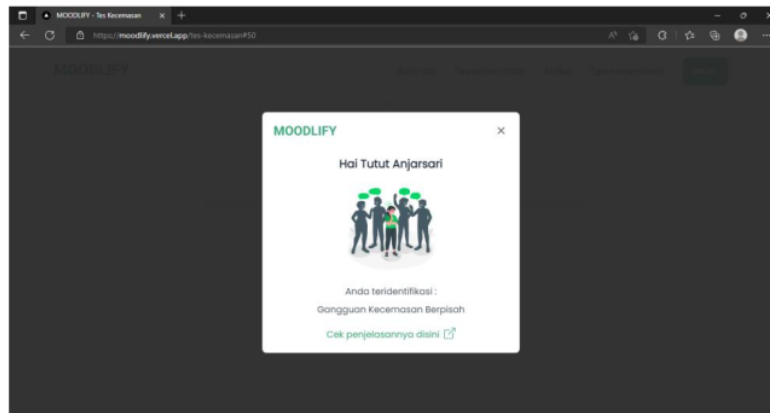 MOODLIFY - Tes Kecemasan
https://moodlify.vercel.app/tes-kecemasan#50
MOODLIFY
MOODLIFY
Hai Tutut Anjarsari
Anda teridentifikasi :
Gangguan Kecemasan Berpisah
Cek penjelasannya disini